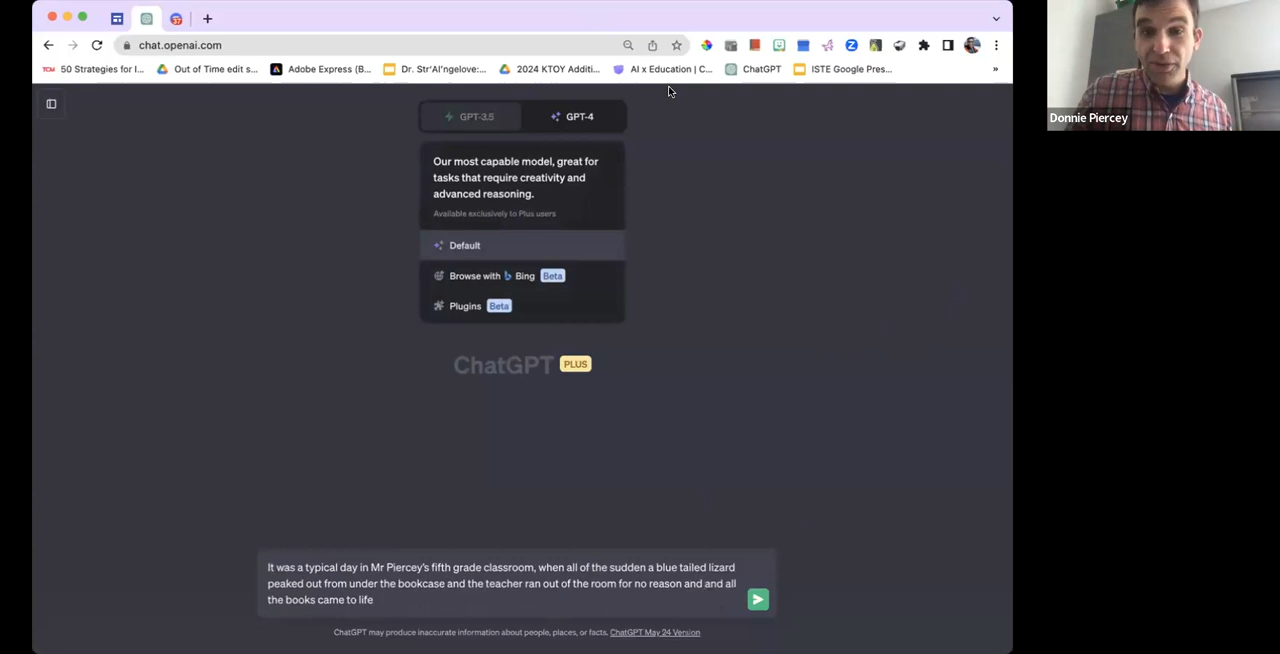 chat.openai.com
TCM 50 Strategies for I...
Out of Time edit s...
Adobe Express (B...
Dr. Str'AI'ngelove:...
2024 KTOY Additi...
AI x Education | C...
ChatGPT
ISTE Google Pres...
»
Donnie Piercey
GPT-3.5
GPT-4
Our most capable model, great for
tasks that require creativity and
advanced reasoning.
Available exclusively to Plus users
Default
Browse with Bing Beta
Plugins Beta
ChatGPT PLUS
It was a typical day in Mr Piercey's fifth grade classroom, when all of the sudden a blue tailed lizard
peaked out from under the bookcase and the teacher ran out of the room for no reason and and all
the books came to life
ChatGPT may produce inaccurate information about people, places, or facts. ChatGPT May 24 Version